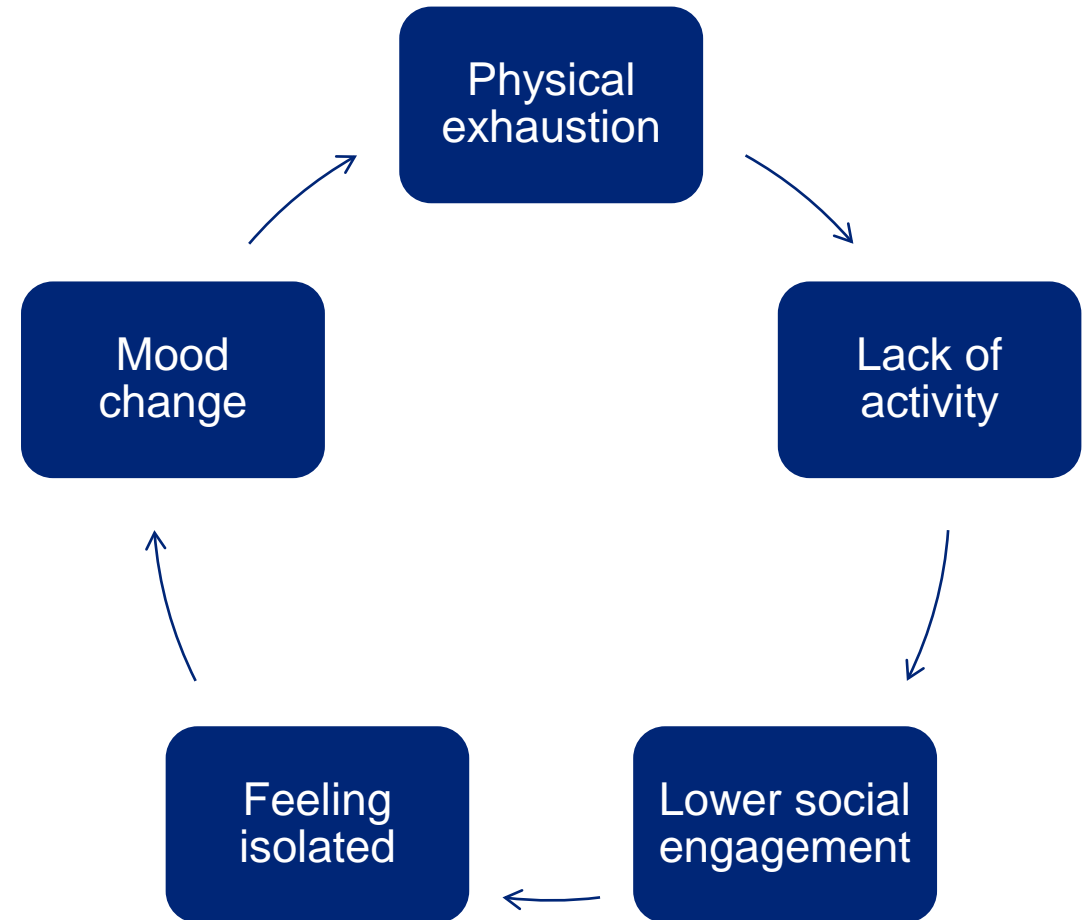 Physical
exhaustion
Lack of
activity
Lower social
engagement
Feeling
isolated
Mood
change